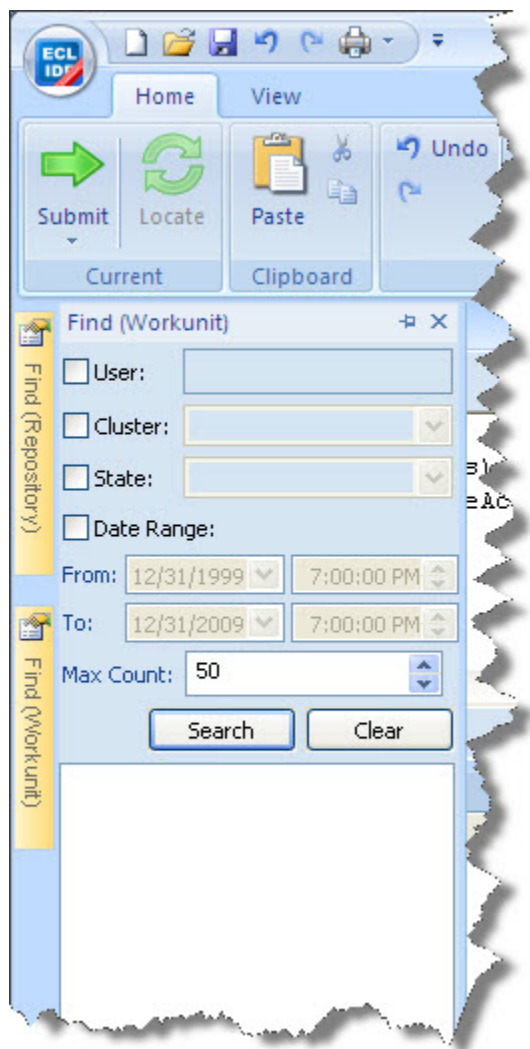 ECL
IDE
Home View
Submit Locate Paste Undo
Current Clipboard
Find (Repository)
Find (Workunit)
Find (Workunit)
User:
Cluster:
State:
Date Range:
From: 12/31/1999 7:00:00 PM
To: 12/31/2009 7:00:00 PM
Max Count: 50
Search Clear